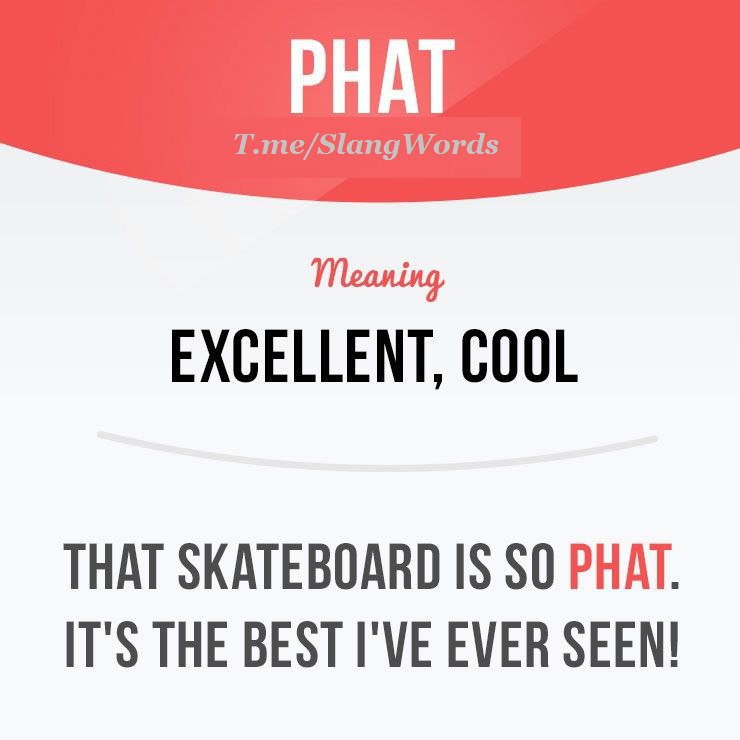 PHAT
T.me/SlangWords
Meaning
EXCELLENT, COOL
THAT SKATEBOARD IS SO PHAT.
IT'S THE BEST I'VE EVER SEEN!